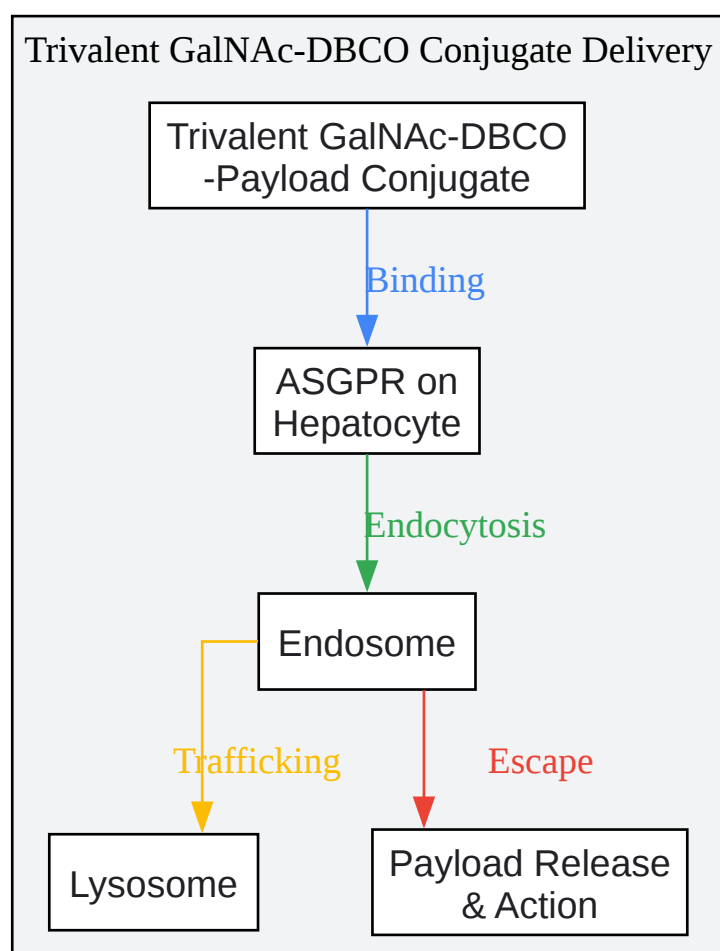 Trivalent GalNAc-DBCO Conjugate Delivery
Trivalent GalNAc-DBCO
-Payload Conjugate
Binding
ASGPR on
Hepatocyte
Endocytosis
Endosome
Trafficking
Escape
Lysosome
Payload Release
& Action